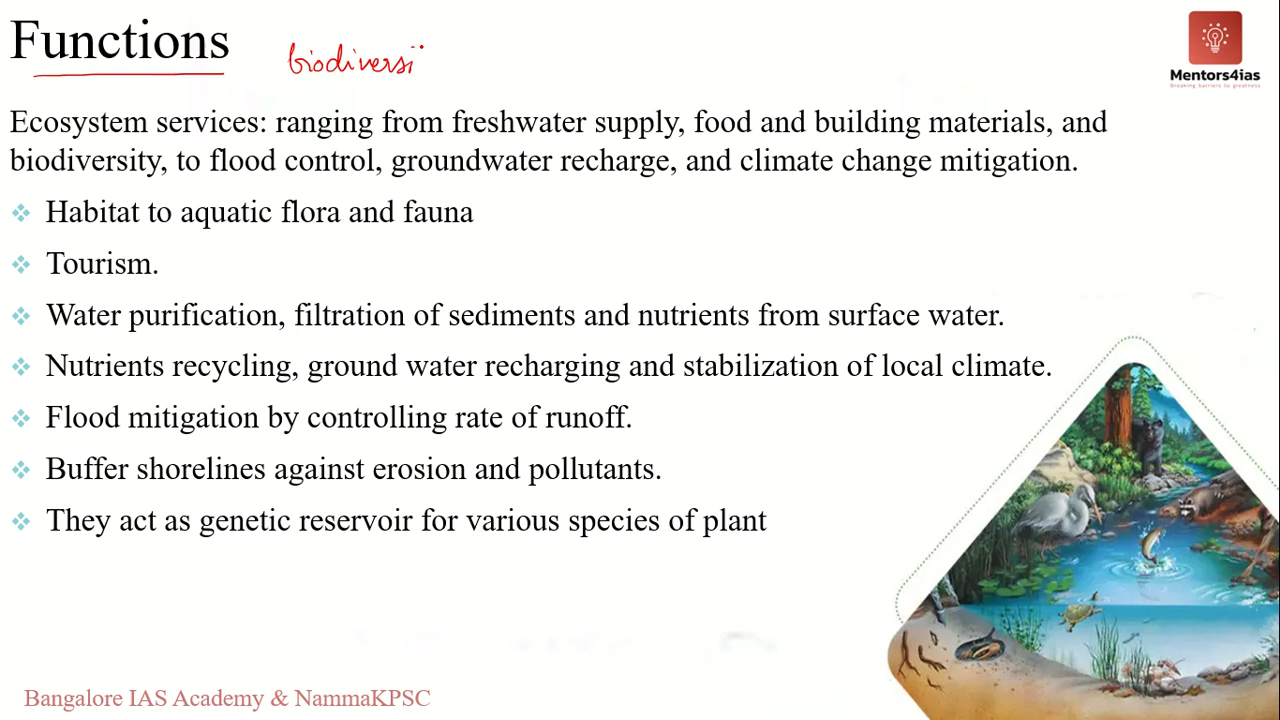 Functions
biodiversi
Mentors4ias
Breaking barriers to greatness
Ecosystem services: ranging from freshwater supply, food and building materials, and
biodiversity, to flood control, groundwater recharge, and climate change mitigation.
❖ Habitat to aquatic flora and fauna
❖ Tourism.
❖ Water purification, filtration of sediments and nutrients from surface water.
❖ Nutrients recycling, ground water recharging and stabilization of local climate.
❖ Flood mitigation by controlling rate of runoff.
❖ Buffer shorelines against erosion and pollutants.
❖ They act as genetic reservoir for various species of plant
Bangalore IAS Academy & NammaKPSC